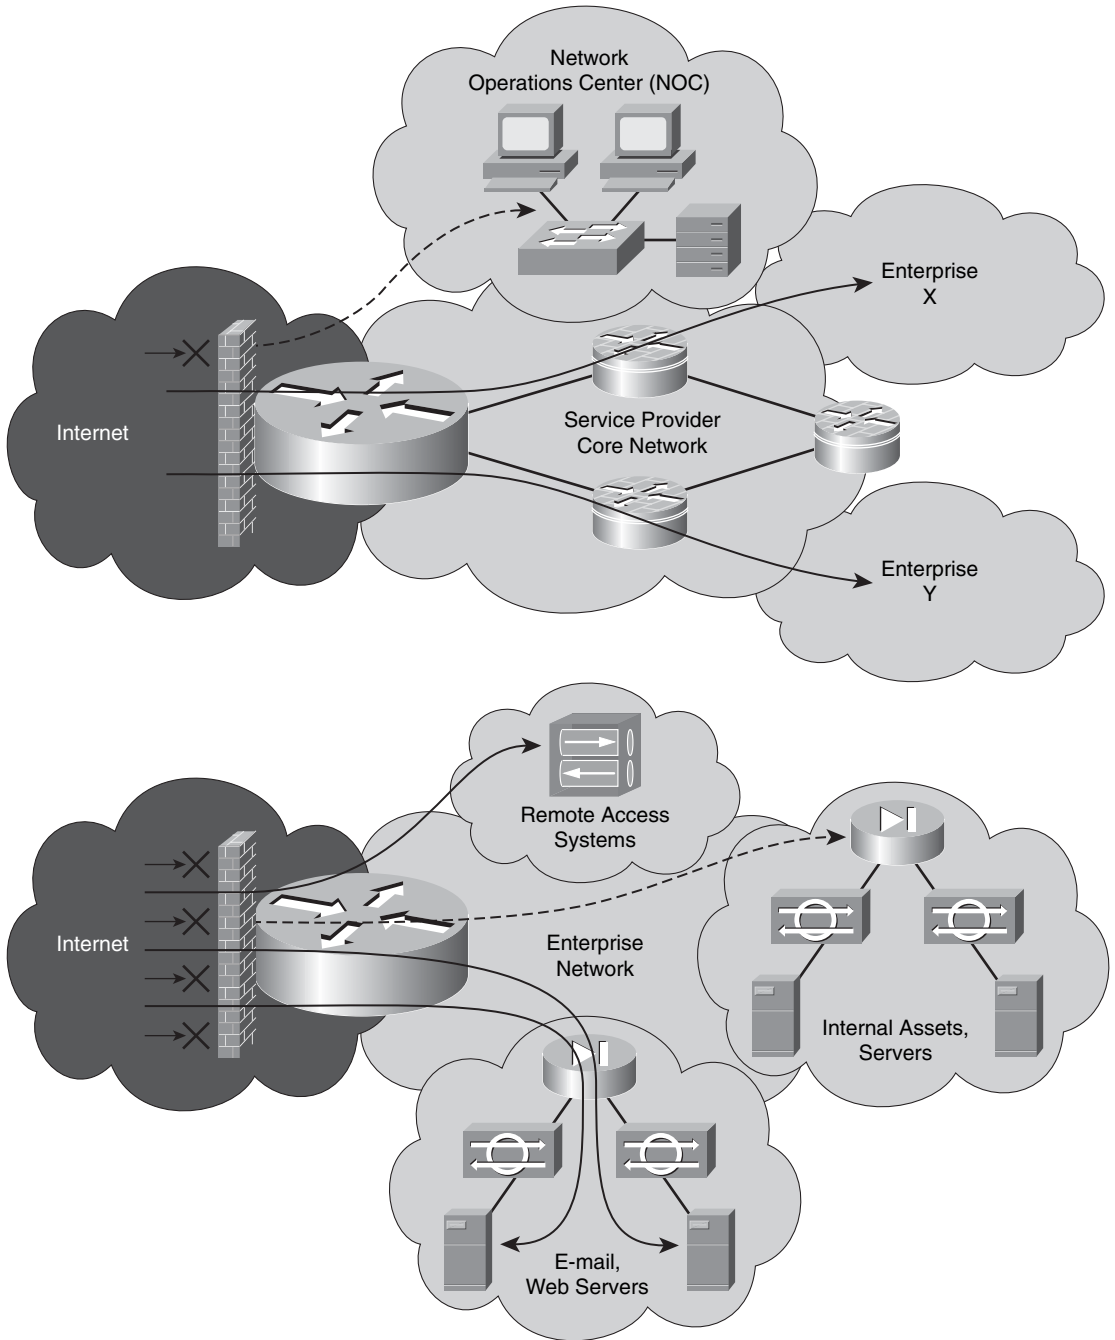 Network
Operations Center (NOC)
Enterprise
X
Internet
Service Provider
Core Network
Enterprise
Y
Remote Access
Systems
Internet
Enterprise
Network
Internal Assets,
Servers
E-mail,
Web Servers